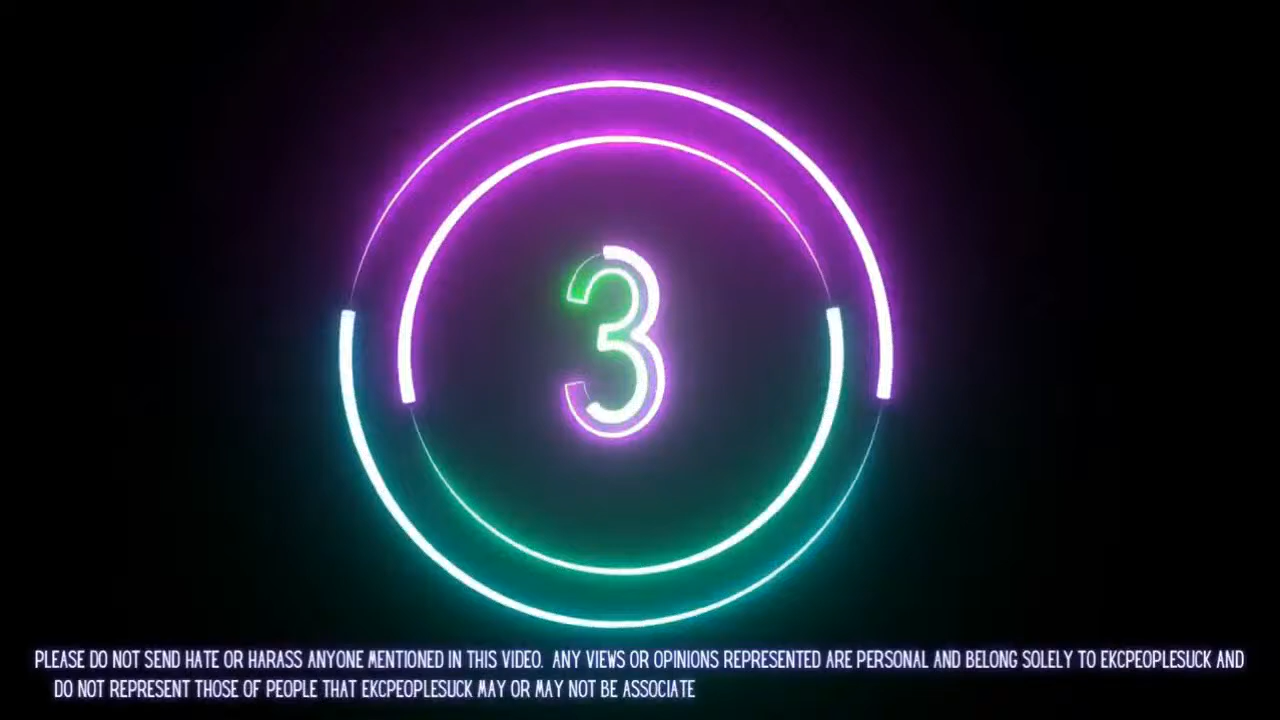 3
PLEASE DO NOT SEND HATE OR HARASS ANYONE MENTIONED IN THIS VIDEO. ANY VIEWS OR OPINIONS REPRESENTED ARE PERSONAL AND BELONG SOLELY TO EKCPEOPLESUCK AND
DO NOT REPRESENT THOSE OF PEOPLE THAT EKCPEOPLESUCK MAY OR MAY NOT BE ASSOCIATE